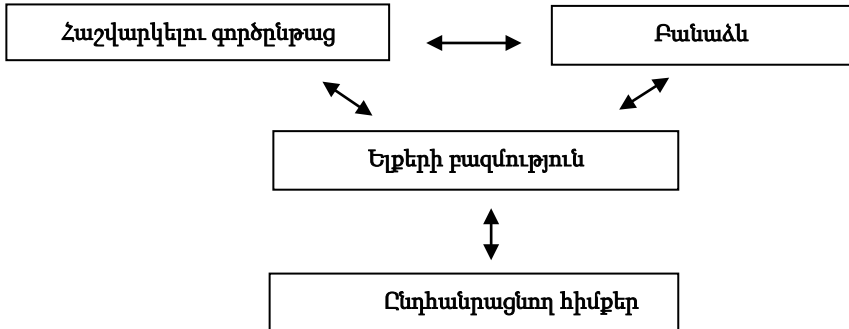 Հաշվարկելու գործընթաց
Բանաձև
Ելքերի բազմություն
Ընդհանրացնող հիմքեր